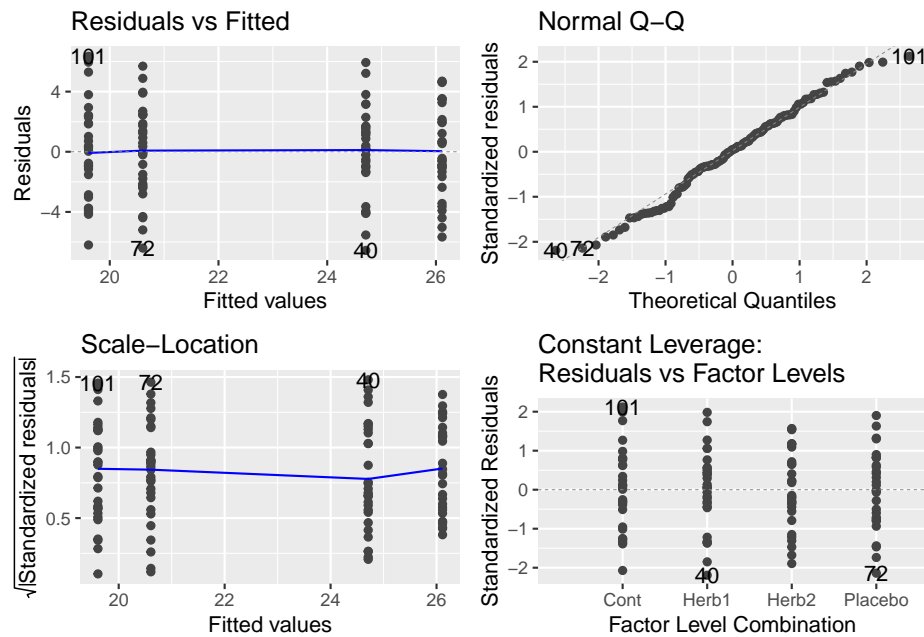 Residuals vs Fitted
101
72
40
4
0
−4
20
22
24
26
Residuals
Fitted values
Normal Q−Q
101
40
72
2
1
0
−1
−2
−2
−1
0
1
2
Standardized residuals
Theoretical Quantiles
Scale−Location
101
72
40
1.5
1.0
0.5
20
22
24
26
√|Standardized residuals|
Fitted values
Constant Leverage:
Residuals vs Factor Levels
101
40
72
2
1
0
−1
−2
Cont
Herb1
Herb2
Placebo
Standardized Residuals
Factor Level Combination